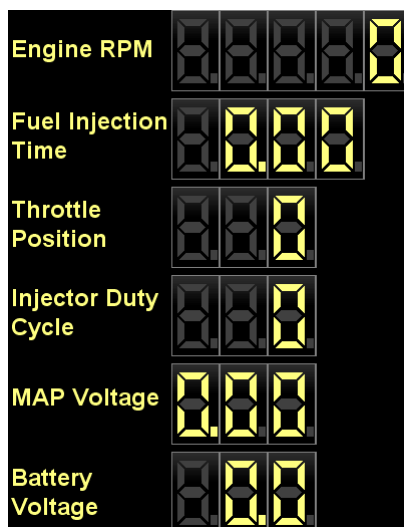 Engine RPM 0
Fuel Injection
Time 0.00
Throttle
Position 0
Injector Duty
Cycle 0
MAP Voltage 0.00
Battery
Voltage 0.0